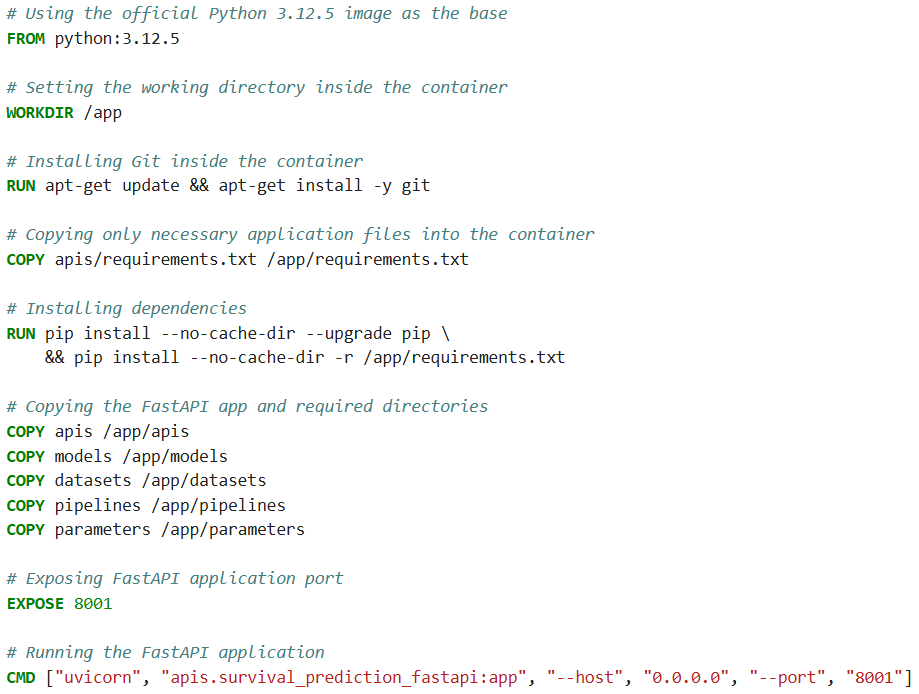 # Using the official Python 3.12.5 image as the base
FROM python:3.12.5
# Setting the working directory inside the container
WORKDIR /app
# Installing Git inside the container
RUN apt-get update && apt-get install -y git
# Copying only necessary application files into the container
COPY apis/requirements.txt /app/requirements.txt
# Installing dependencies
RUN pip install --no-cache-dir --upgrade pip \
&& pip install --no-cache-dir -r /app/requirements.txt
# Copying the FastAPI app and required directories
COPY apis /app/apis
COPY models /app/models
COPY datasets /app/datasets
COPY pipelines /app/pipelines
COPY parameters /app/parameters
# Exposing FastAPI application port
EXPOSE 8001
# Running the FastAPI application
CMD ["uvicorn", "apis.survival_prediction_fastapi:app", "--host", "0.0.0.0", "--port", "8001"]